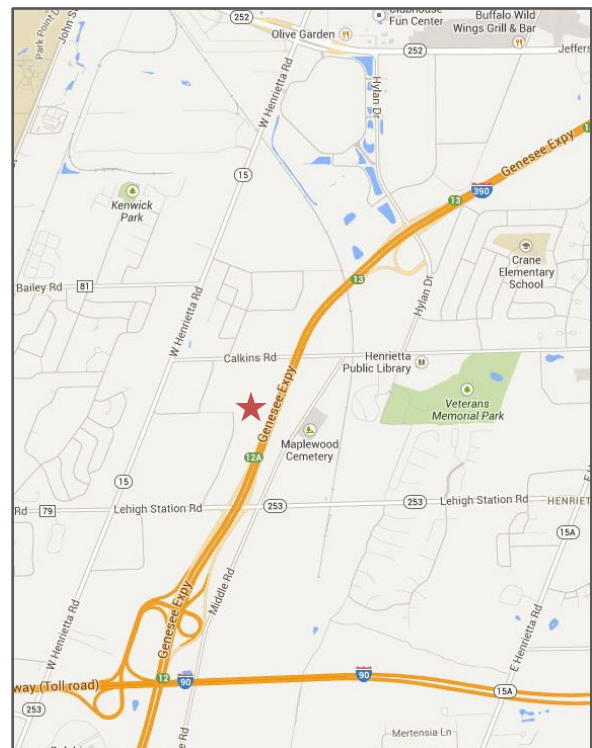 252
Clubhouse
Fun Center
Buffalo Wild
Wings Grill & Bar
Olive Garden
252
Jeffers
Park Point D
John S
W Henrietta Rd
Hylan Dr
Genesee Expy
390
13
15
13
Kenwick
Park
Crane
Elementary
School
Bailey Rd
81
13
Hylan Dr
W Henrietta Rd
Calkins Rd
Henrietta
Public Library
Genesee Expy
Veterans
Memorial Park
Maplewood
Cemetery
12A
15
Rd
79
Lehigh Station Rd
253
253
Lehigh Station Rd
HENRIET
15A
E H
Middle Rd
Genesee Expy
W Henrietta Rd
E Henrietta Rd
12
90
90
way (Toll road)
15A
253
e Rd
Mertensia Ln